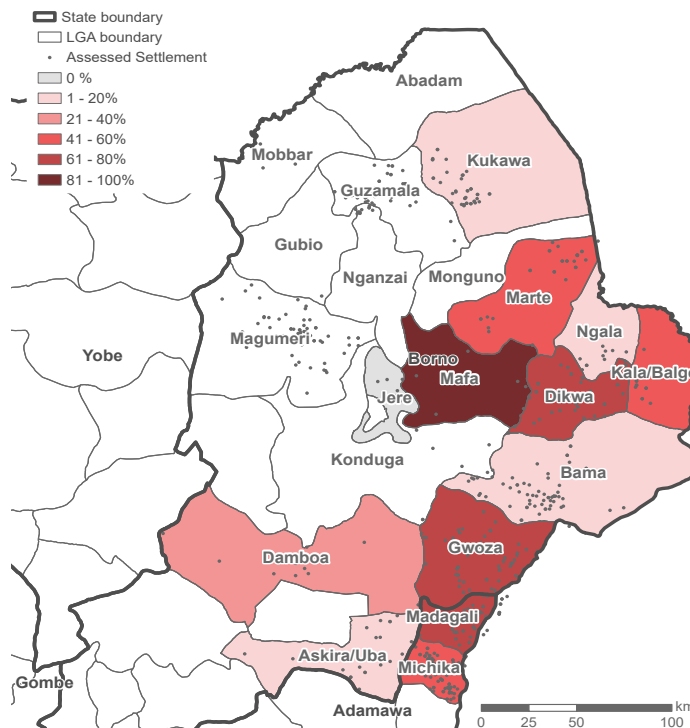 State boundary
LGA boundary
Assessed Settlement
0 %
1 - 20%
21 - 40%
41 - 60%
61 - 80%
81 - 100%
Abadam
Mobbar
Kukawa
Guzamala
Gubio
Nganzai
Monguno
Marte
Magumeri
Ngala
Yobe
Borno
Mafa
Kala/Balge
Jere
Dikwa
Konduga
Bama
Damboa
Gwoza
Madagali
Askira/Uba
Michika
Gombe
Adamawa
km
0 25 50 100